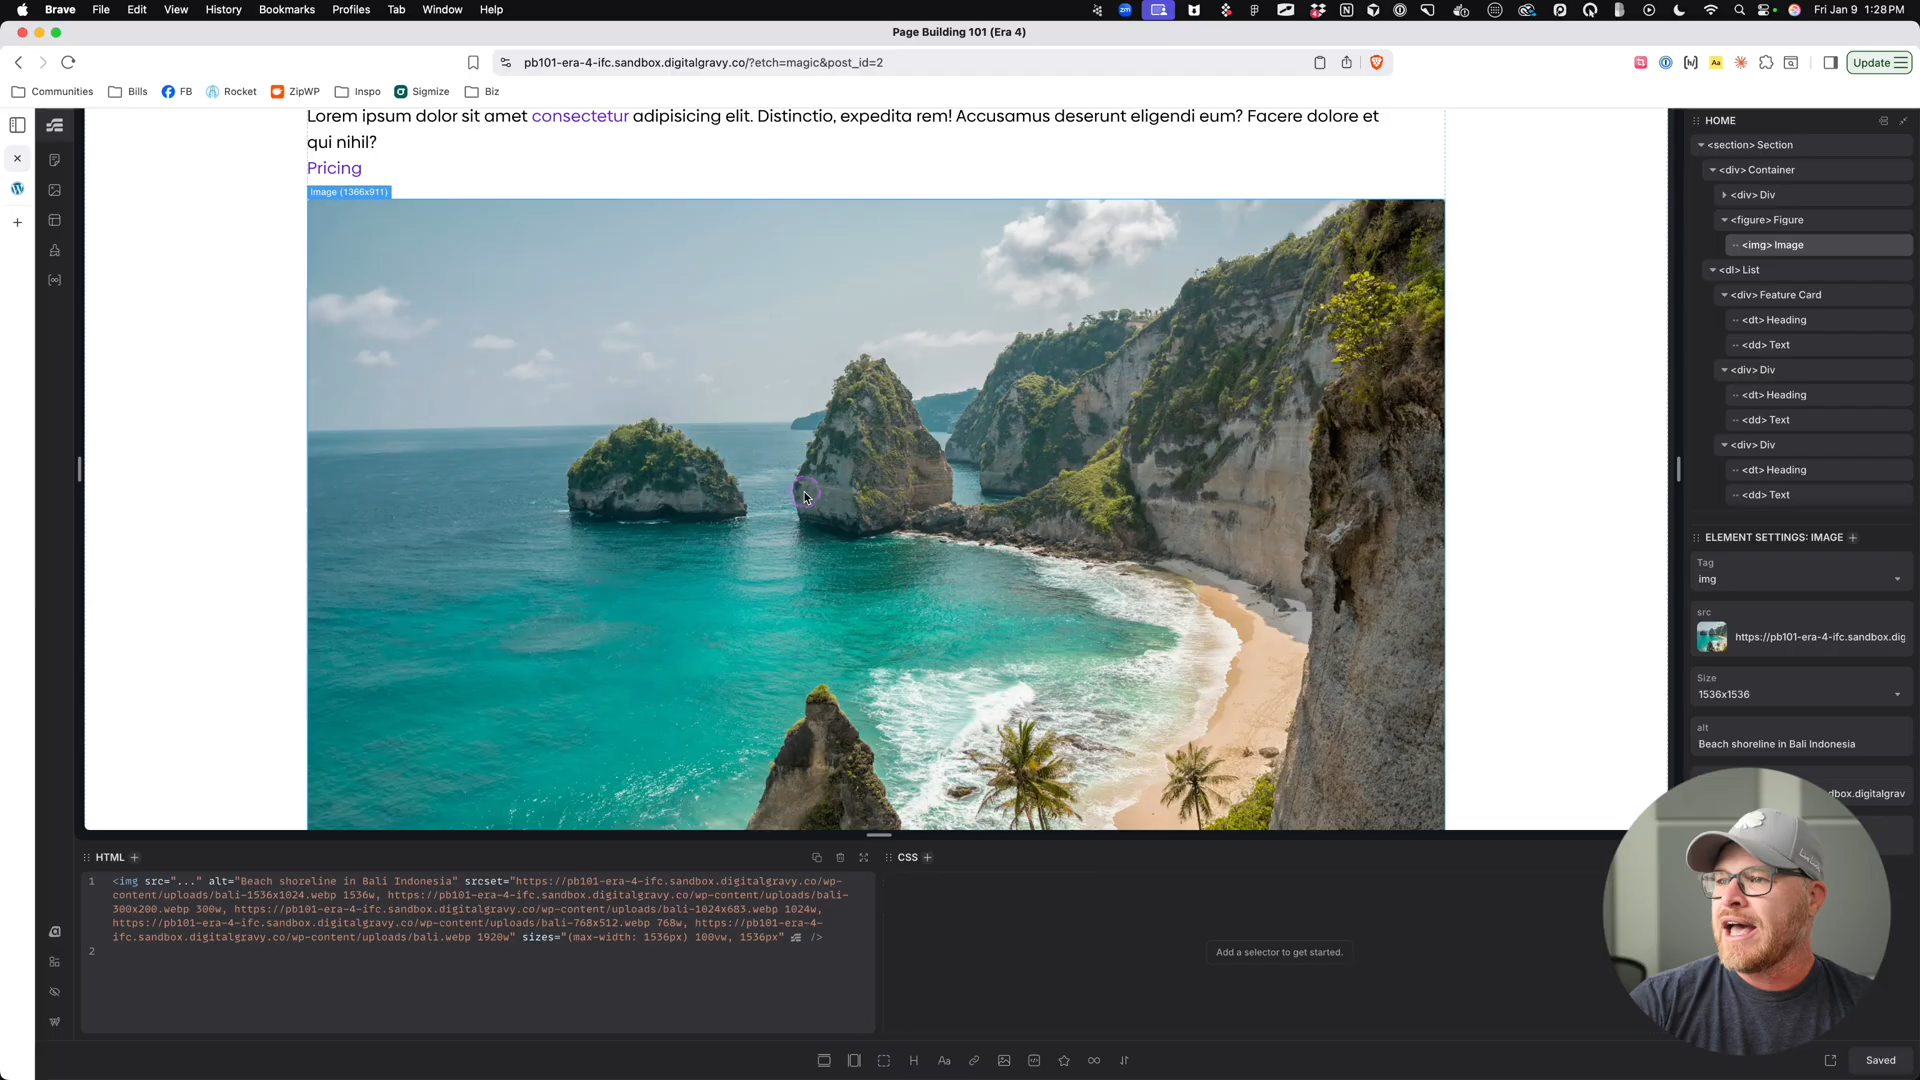 Brave File Edit View History Bookmarks Profiles Tab Window Help
Fri Jan 9 1:28 PM
Page Building 101 (Era 4)
pb101-era-4-ifc.sandbox.digitalgravy.co/?etch=magic&post_id=2
Update
Communities Bills FB Rocket ZipWP Inspo Sigmize Biz
Lorem ipsum dolor sit amet consectetur adipisicing elit. Distinctio, expedita rem! Accusamus deserunt eligendi eum? Facere dolore et
qui nihil?
Pricing
Image (1366x911)
HOME
<section> Section
<div> Container
<div> Div
<figure> Figure
<img> Image
<dl> List
<div> Feature Card
<dt> Heading
<dd> Text
<div> Div
<dt> Heading
<dd> Text
<div> Div
<dt> Heading
<dd> Text
ELEMENT SETTINGS: IMAGE +
Tag
img
src
https://pb101-era-4-ifc.sandbox.dig
Size
1536x1536
alt
Beach shoreline in Bali Indonesia
dbox.digitalgrav
HTML +
CSS +
1 <img src="..." alt="Beach shoreline in Bali Indonesia" srcset="https://pb101-era-4-ifc.sandbox.digitalgravy.co/wp-
content/uploads/bali-1536x1024.webp 1536w, https://pb101-era-4-ifc.sandbox.digitalgravy.co/wp-content/uploads/bali-
300x200.webp 300w, https://pb101-era-4-ifc.sandbox.digitalgravy.co/wp-content/uploads/bali-1024x683.webp 1024w,
https://pb101-era-4-ifc.sandbox.digitalgravy.co/wp-content/uploads/bali-768x512.webp 768w, https://pb101-era-4-
ifc.sandbox.digitalgravy.co/wp-content/uploads/bali.webp 1920w" sizes="(max-width: 1536px) 100vw, 1536px" />
2
Add a selector to get started.
H Aa
Saved